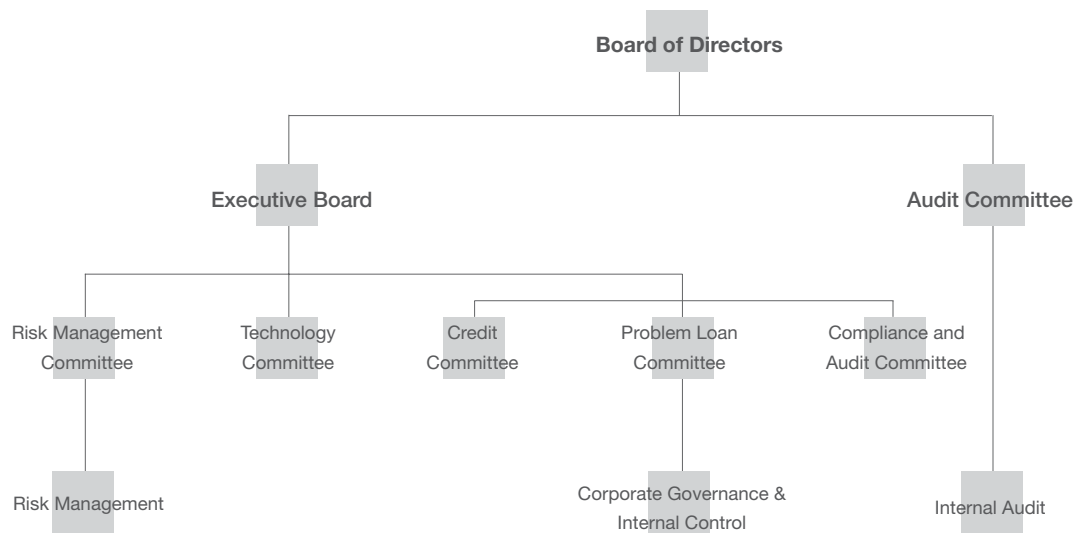 Board of Directors
Executive Board
Audit Committee
Risk Management
Committee
Technology
Committee
Credit
Committee
Problem Loan
Committee
Compliance and
Audit Committee
Risk Management
Corporate Governance &
Internal Control
Internal Audit